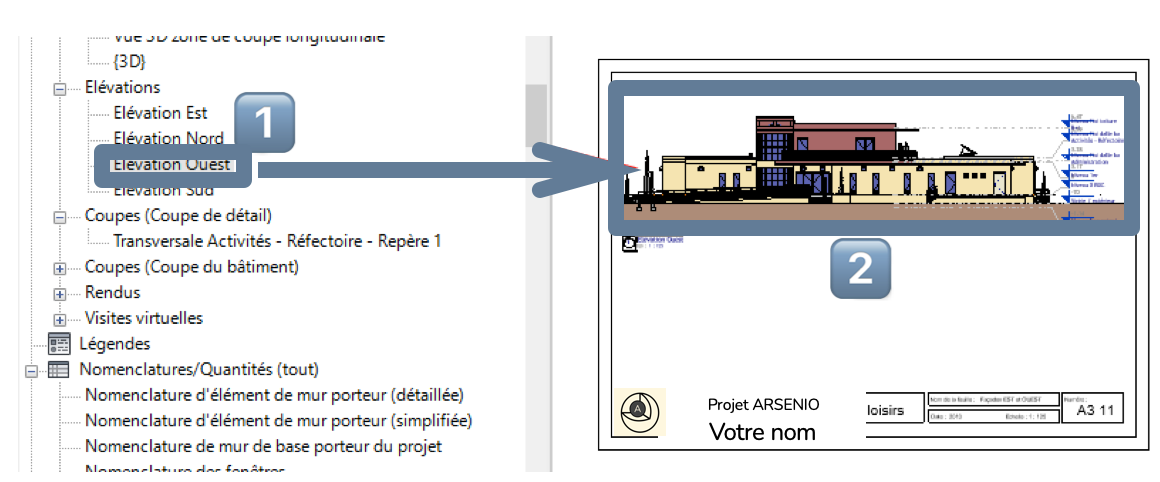 Vue 3D zone de coupe longitudinale
{3D}
Elévations
Elévation Est
Elévation Nord
1
Elévation Ouest
Elévation Sud
Coupes (Coupe de détail)
Transversale Activités - Réfectoire - Repère 1
Coupes (Coupe du bâtiment)
Rendus
Visites virtuelles
Légendes
Nomenclatures/Quantités (tout)
Nomenclature d'élément de mur porteur (détaillée)
Nomenclature d'élément de mur porteur (simplifiée)
Nomenclature de mur de base porteur du projet
Nomenclature des fenêtres
Elévation Ouest
2
A
Projet ARSENIO
Votre nom
loisirs
Nom de la feuille : Façades EST et OUEST
Date : 2013 Echelle : 1 : 125
Numéro :
A3 11